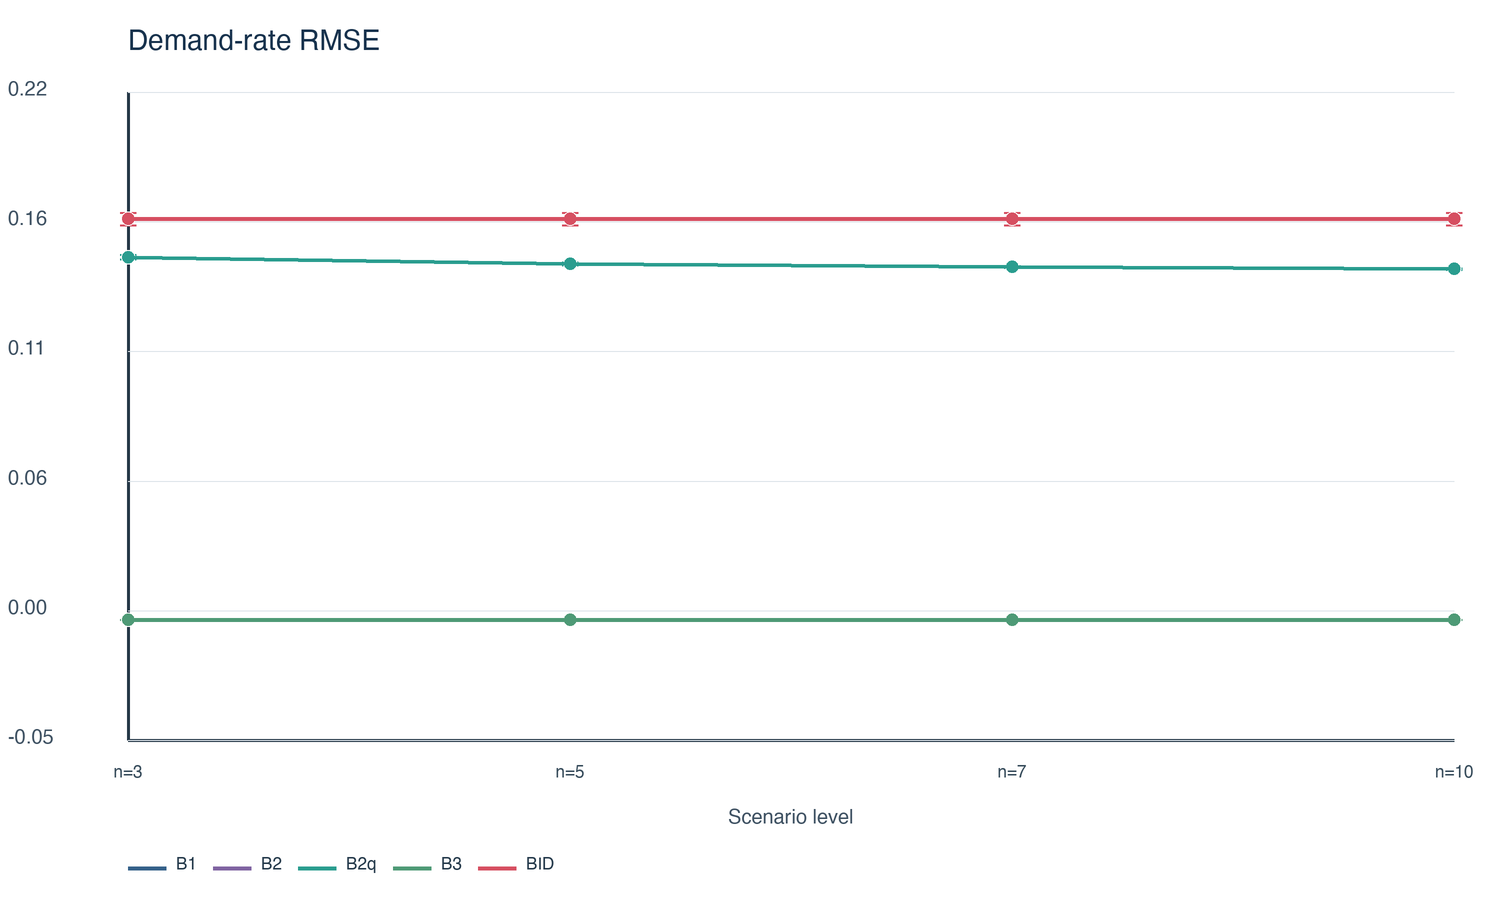 Demand-rate RMSE
0.22
0.16
0.11
0.06
0.00
-0.05
n=3 n=5 n=7 n=10
Scenario level
B1 B2 B2q B3 BID